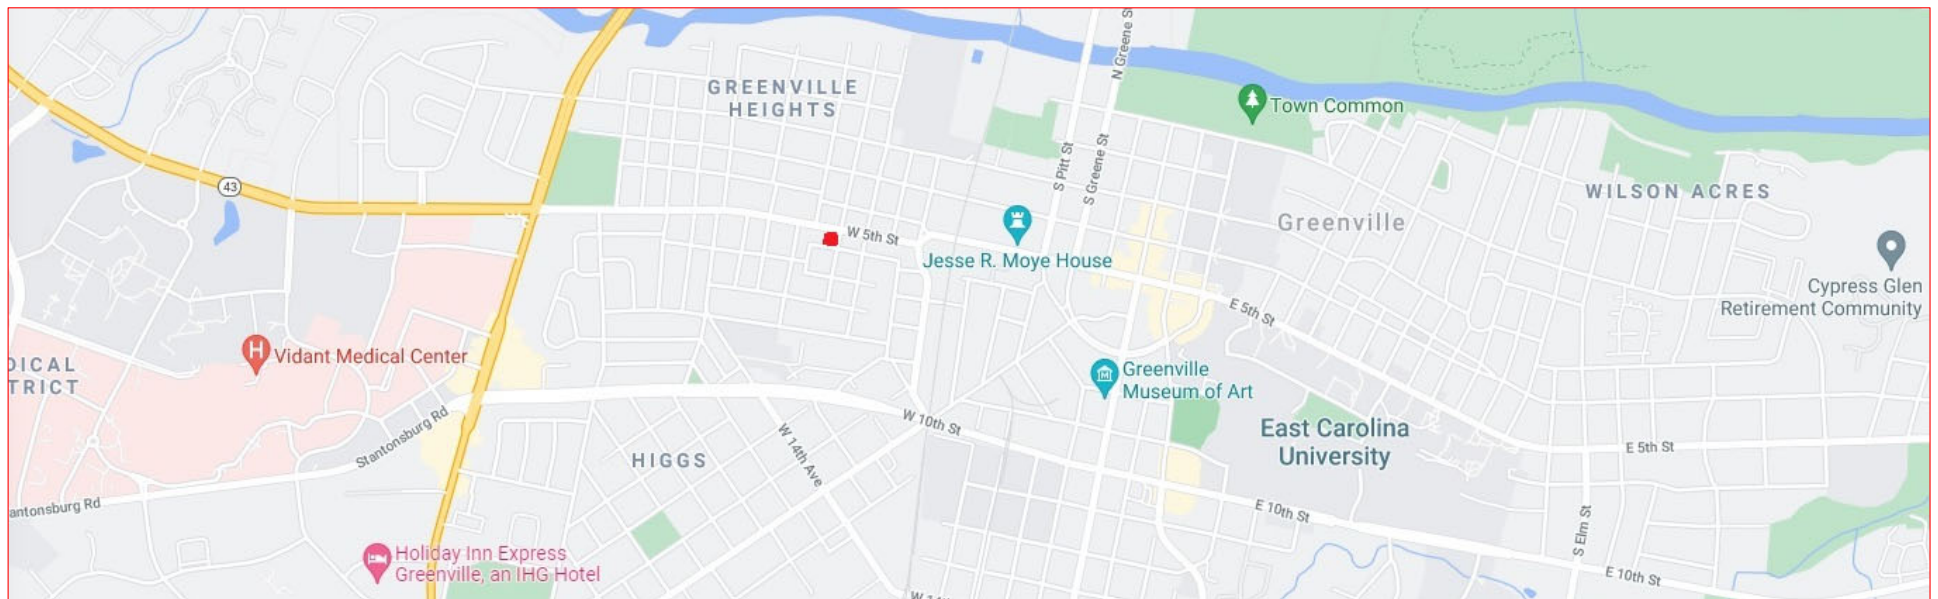 N Greene S
GREENVILLE
HEIGHTS
Town Common
S Pitt St
S Greene St
43
WILSON ACRES
Greenville
W 5th St
Jesse R. Moye House
Cypress Glen
Retirement Community
E 5th St
H
Vidant Medical Center
DICAL
TRICT
Greenville
Museum of Art
Stantonsburg Rd
W 10th St
W 14th Ave
HIGGS
East Carolina
University
E 5th St
antonsburg Rd
E 10th St
S Elm St
Holiday Inn Express
Greenville, an IHG Hotel
E 10th St
W 14